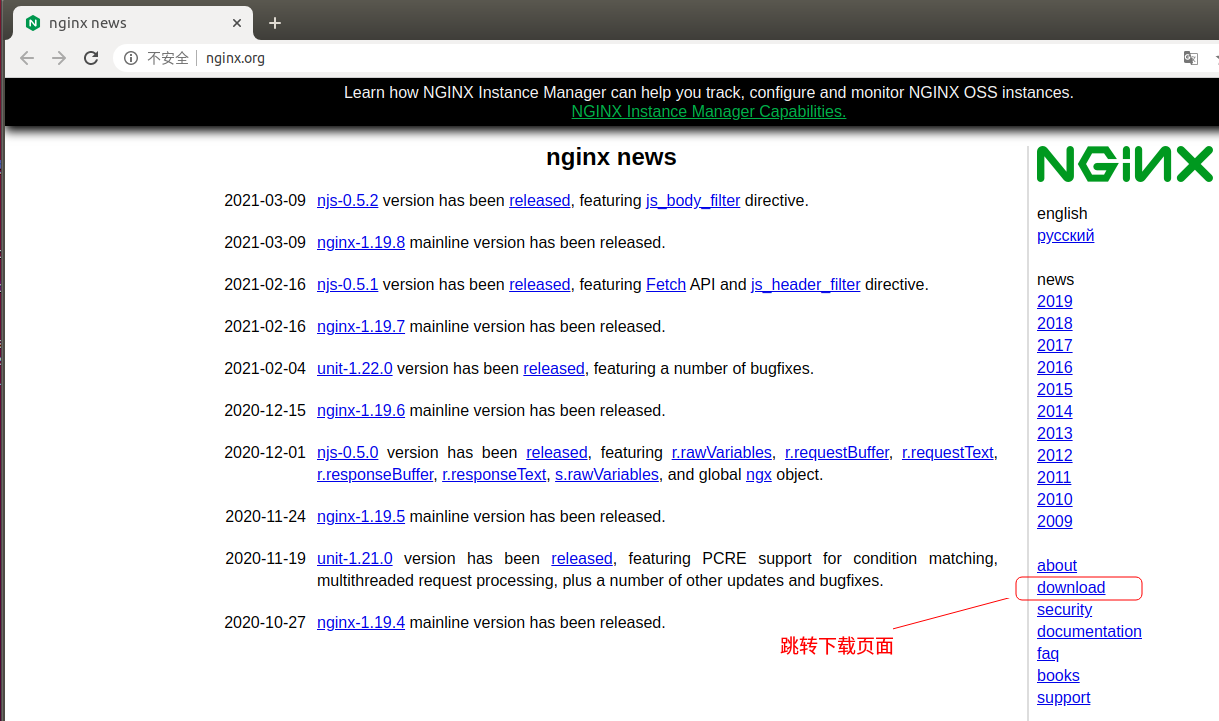 nginx news
不安全 nginx.org
Learn how NGINX Instance Manager can help you track, configure and monitor NGINX OSS instances.
NGINX Instance Manager Capabilities.
nginx news
2021-03-09 njs-0.5.2 version has been released, featuring js_body_filter directive.
2021-03-09 nginx-1.19.8 mainline version has been released.
2021-02-16 njs-0.5.1 version has been released, featuring Fetch API and js_header_filter directive.
2021-02-16 nginx-1.19.7 mainline version has been released.
2021-02-04 unit-1.22.0 version has been released, featuring a number of bugfixes.
2020-12-15 nginx-1.19.6 mainline version has been released.
2020-12-01 njs-0.5.0 version has been released, featuring r.rawVariables, r.requestBuffer, r.requestText,
r.responseBuffer, r.responseText, s.rawVariables, and global ngx object.
2020-11-24 nginx-1.19.5 mainline version has been released.
2020-11-19 unit-1.21.0 version has been released, featuring PCRE support for condition matching,
multithreaded request processing, plus a number of other updates and bugfixes.
2020-10-27 nginx-1.19.4 mainline version has been released.
跳转下载页面
NGINX
english
русский
news
2019
2018
2017
2016
2015
2014
2013
2012
2011
2010
2009
about
download
security
documentation
faq
books
support